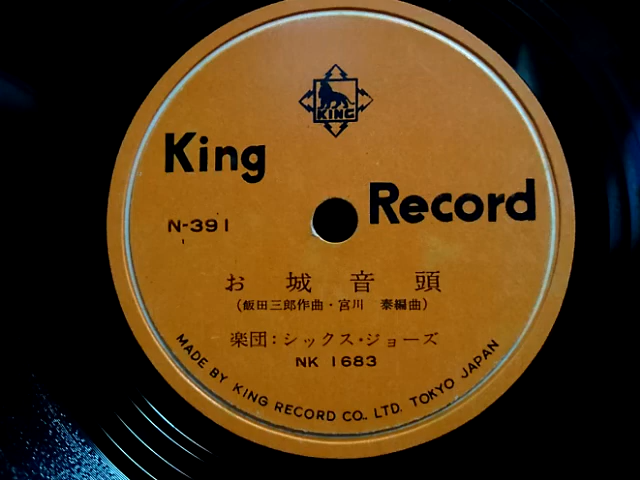 KING
King
Record
N-391
お城音頭
(飯田三郎作曲・宮川 泰編曲)
楽団:シックス・ジョーズ
NK 1683
MADE BY KING RECORD CO., LTD. TOKYO JAPAN